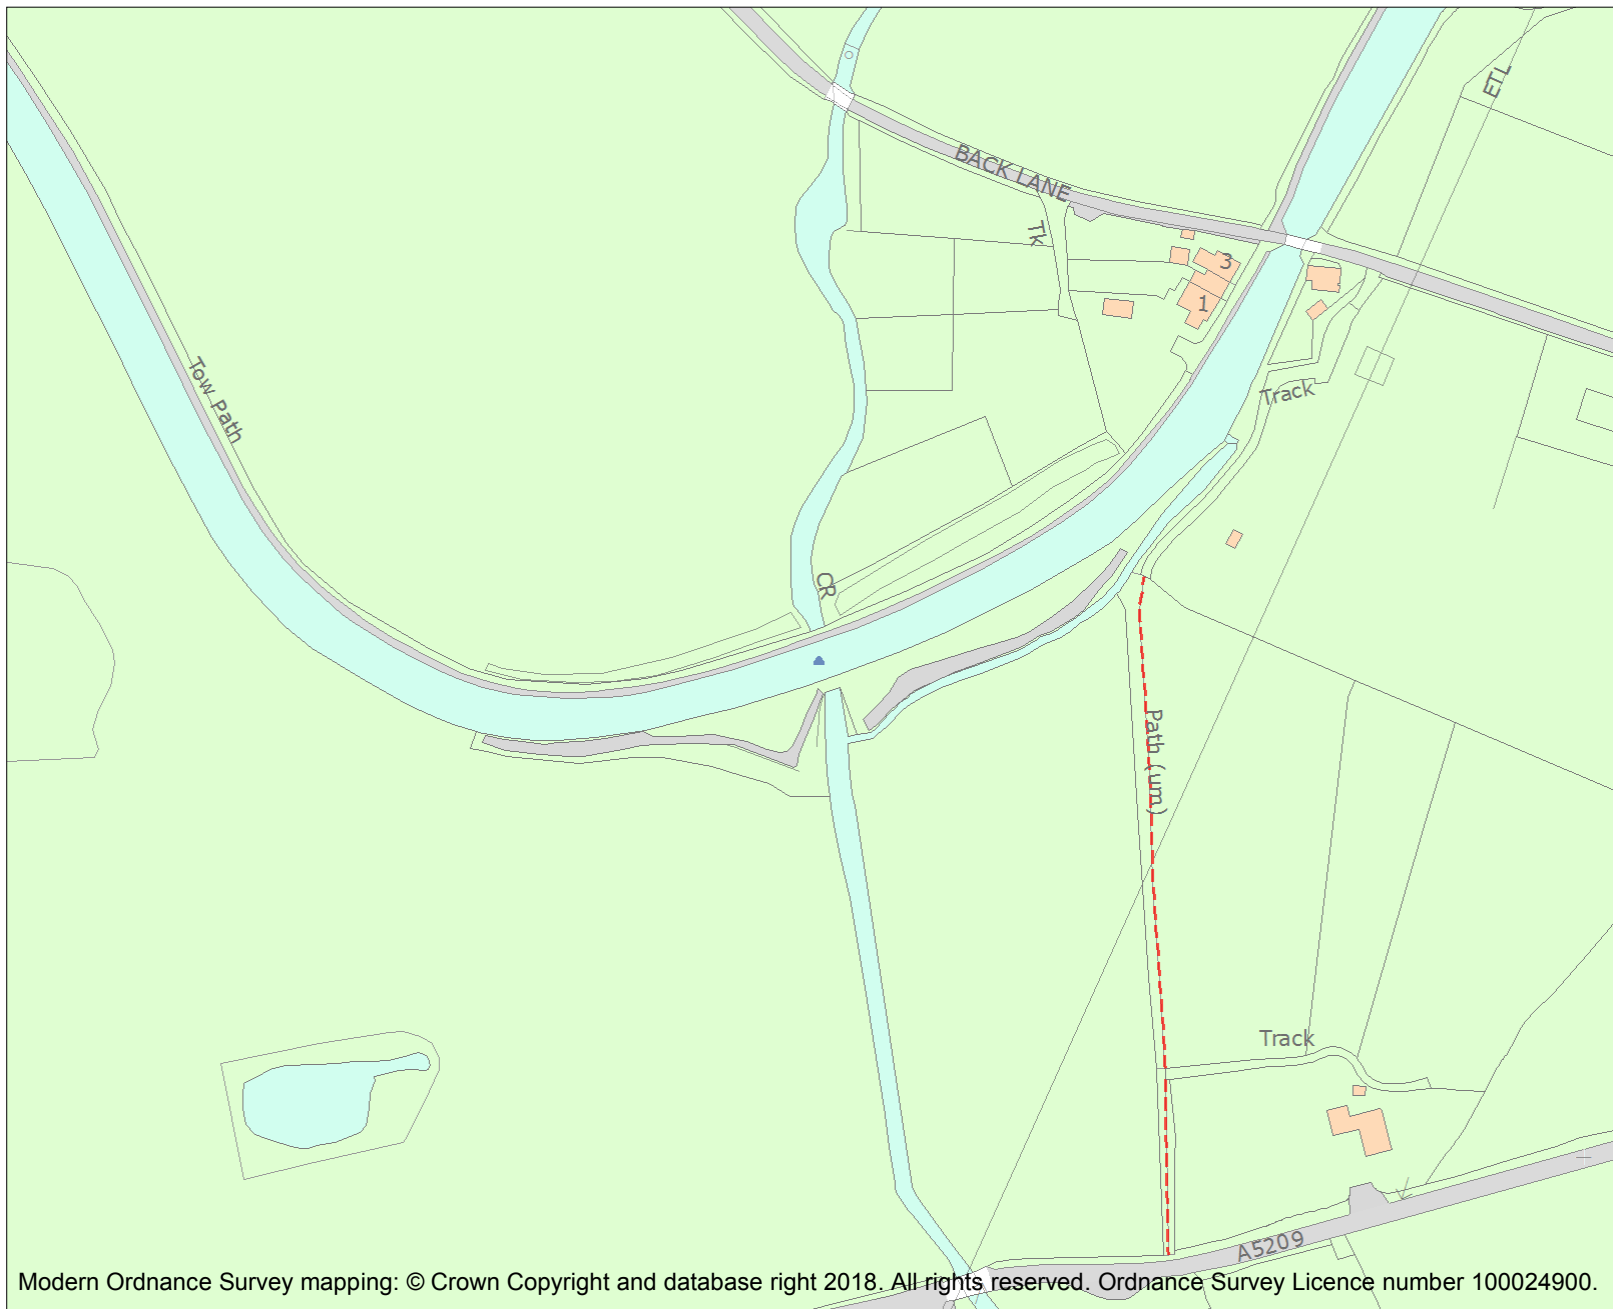 ETL
BACK LANE
Tk
3
1
Track
Tow Path
CR
Path (um)
Track
A5209
Modern Ordnance Survey mapping: © Crown Copyright and database right 2018. All rights reserved. Ordnance Survey Licence number 100024900.